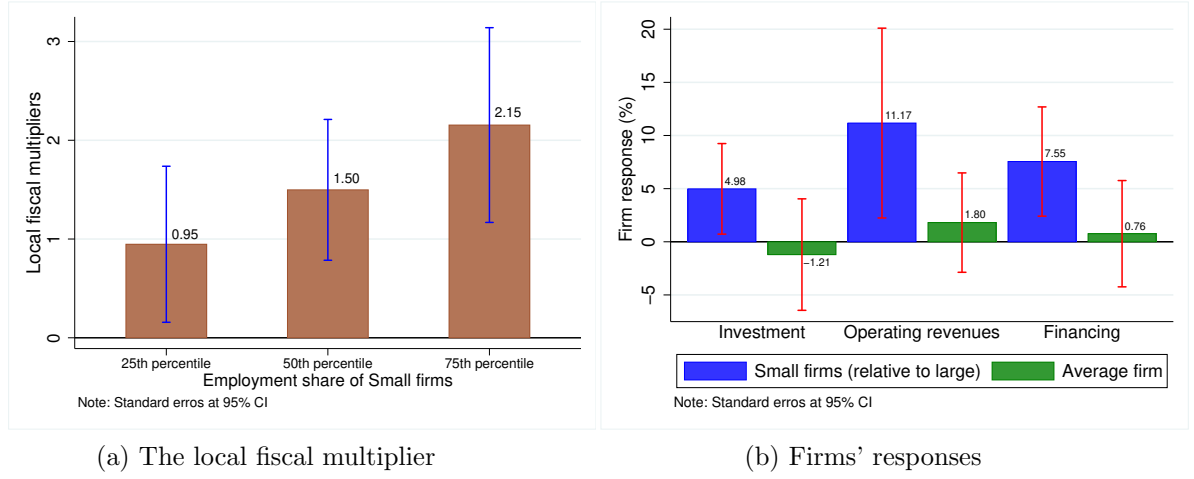 Local fiscal multipliers
3
2
1
0
0.95
1.50
2.15
25th percentile
50th percentile
75th percentile
Employment share of Small firms
Note: Standard erros at 95% CI
(a) The local fiscal multiplier
Firm response (%)
20
15
10
5
0
−5
4.98
−1.21
11.17
1.80
7.55
0.76
Investment
Operating revenues
Financing
Small firms (relative to large)
Average firm
Note: Standard erros at 95% CI
(b) Firms' responses